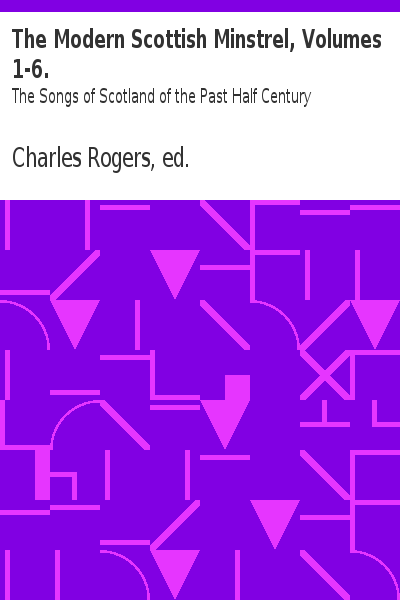 The Modern Scottish Minstrel, Volumes
1-6.
The Songs of Scotland of the Past Half Century
Charles Rogers, ed.